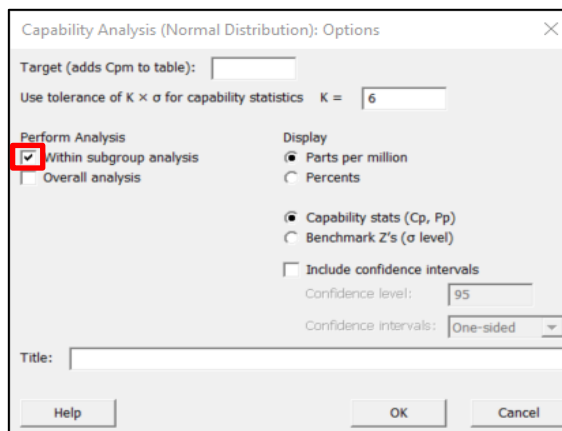 Capability Analysis (Normal Distribution): Options
Target (adds Cpm to table):
Use tolerance of K × σ for capability statistics K = 6
Perform Analysis
Within subgroup analysis
Overall analysis
Display
Parts per million
Percents
Capability stats (Cp, Pp)
Benchmark Z's (σ level)
Include confidence intervals
Confidence level: 95
Confidence intervals: One-sided
Title:
Help
OK
Cancel